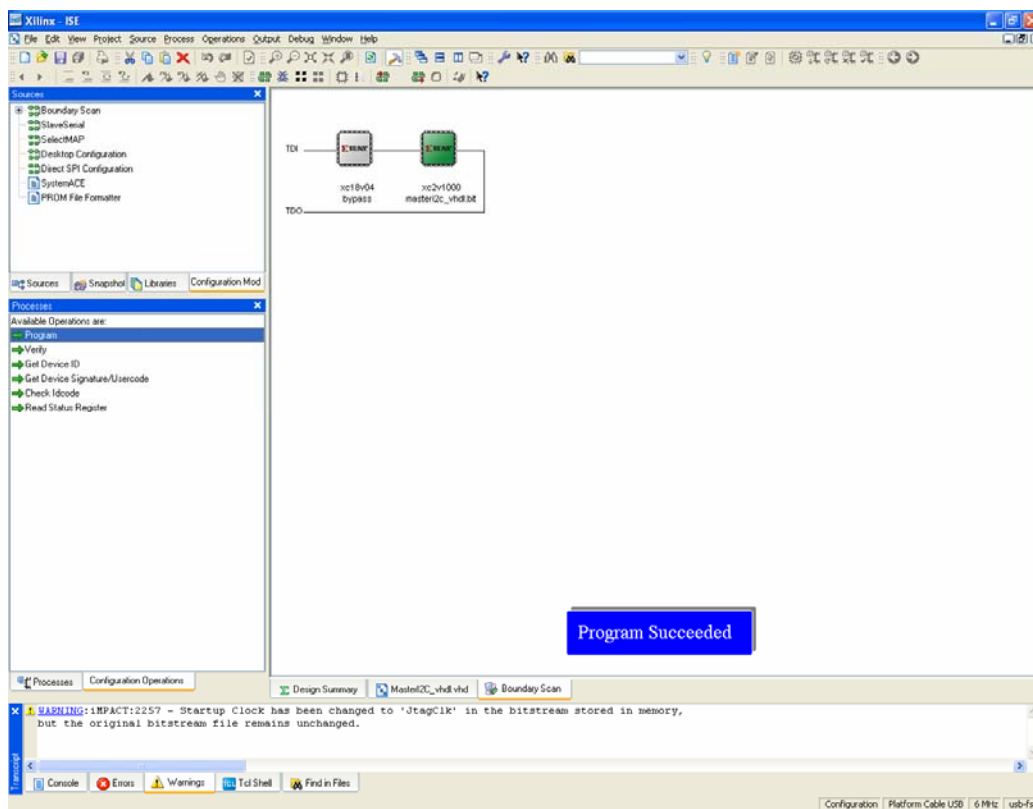 Xilinx - ISE
File Edit View Project Source Process Operations Output Debug Window Help
Sources
Boundary Scan
SlaveSerial
SelectMAP
Desktop Configuration
Direct SPI Configuration
SystemACE
PROM File Formatter
Sources Snapshot Libraries Configuration Mod
Processes
Available Operations are:
Program
Verify
Get Device ID
Get Device Signature/Usercode
Check Idcode
Read Status Register
Processes Configuration Operations
TDI
XILINX XILINX
xc18v04 xc2v1000
bypass masteri2c_vhdl.bit
TDO
Program Succeeded
Design Summary MasterI2C_vhdl.vhd Boundary Scan
WARNING:iMPACT:2257 - Startup Clock has been changed to 'JtagClk' in the bitstream stored in memory,
but the original bitstream file remains unchanged.
Transcript
Console Errors Warnings Tcl Shell Find in Files
Configuration Platform Cable USB 6 MHz usb-fs